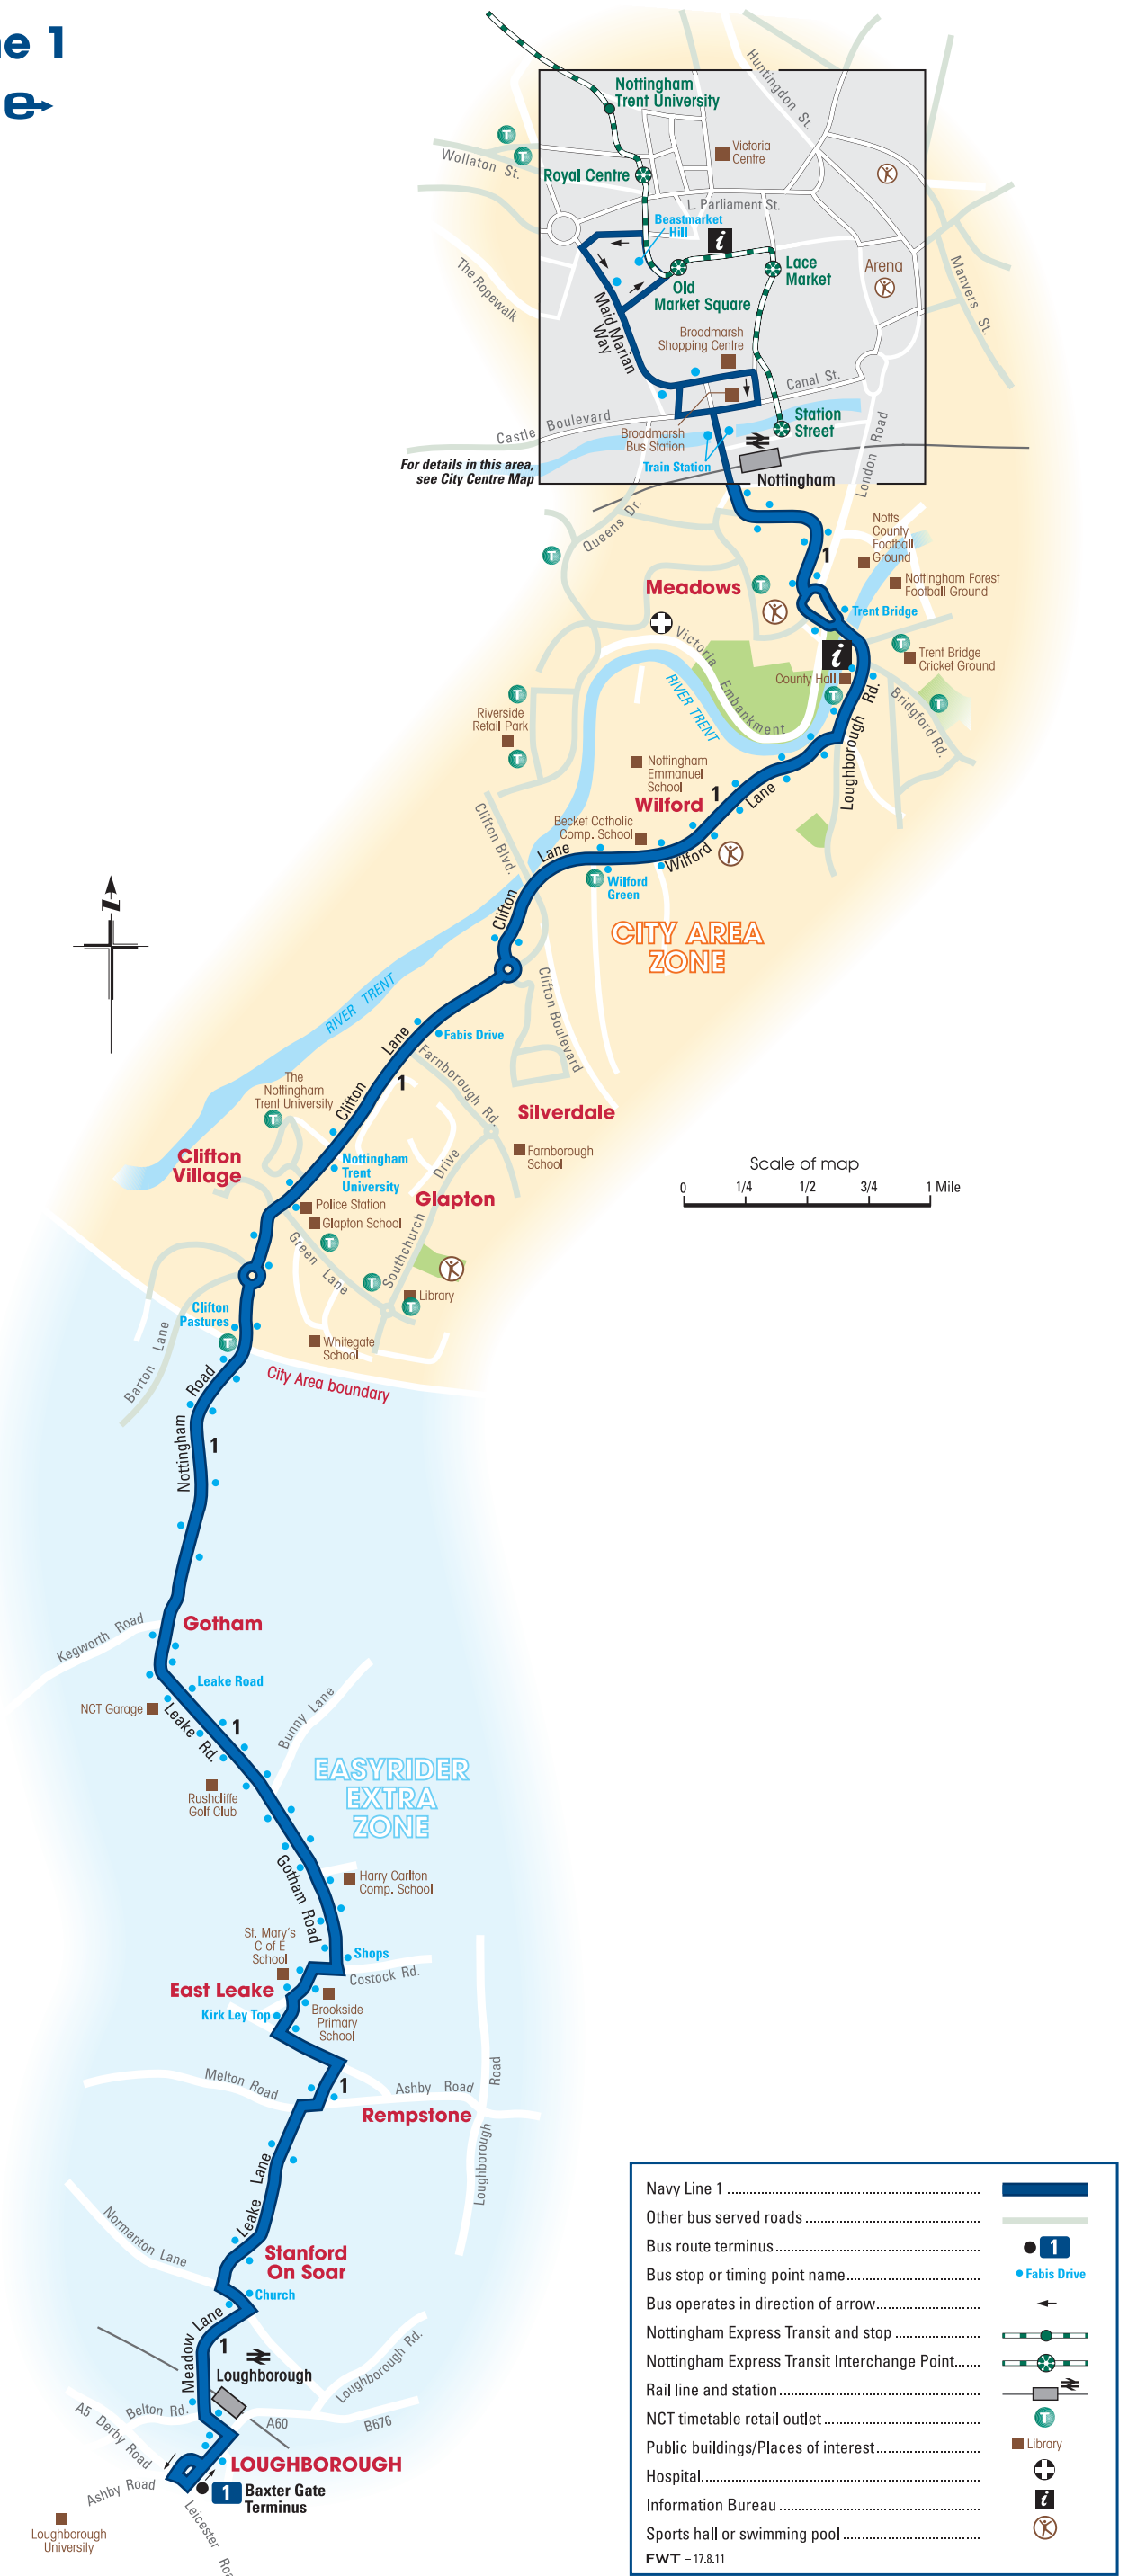 e 1
e
Nottingham
Trent University
Huntingdon St.
Victoria
Centre
Wollaton St.
Royal Centre
L. Parliament St.
Beastmarket
Hill
i
The Ropewalk
Old
Market Square
Lace
Market
Arena
Manvers St.
Maid Marian
Way
Broadmarsh
Shopping Centre
Canal St.
Castle Boulevard
Broadmarsh
Bus Station
Station
Street
Train Station
London Road
For details in this area,
see City Centre Map
Nottingham
Queens Dr.
Notts
County
Football
Ground
1
Nottingham Forest
Football Ground
Meadows
Trent Bridge
Victoria Embankment
i
Trent Bridge
Cricket Ground
County Hall
RIVER TRENT
Bridgford Rd.
Loughborough Rd.
Riverside
Retail Park
Nottingham
Emmanuel
School
1
Wilford
Wilford Lane
Clifton Blvd.
Becket Catholic
Comp. School
Wilford
Green
Clifton Lane
CITY AREA
ZONE
N
RIVER TRENT
Clifton Boulevard
Fabis Drive
Clifton Lane
Farnborough Rd.
1
The
Nottingham
Trent University
Silverdale
Clifton
Village
Farnborough
School
Nottingham
Trent
University
Scale of map
0 1/4 1/2 3/4 1 Mile
Glapton
Southchurch Drive
Police Station
Glapton School
Green Lane
Library
Clifton
Pastures
Barton Lane
Whitegate
School
City Area boundary
Nottingham Road
1
Gotham
Kegworth Road
Leake Road
NCT Garage
Leake Rd.
1
Bunny Lane
EASYRIDER
EXTRA
ZONE
Rushcliffe
Golf Club
Gotham Road
Harry Carlton
Comp. School
St. Mary's
C of E
School
Shops
Costock Rd.
East Leake
Kirk Ley Top
Brookside
Primary
School
Melton Road
1
Ashby Road
Loughborough Road
Rempstone
Leake Lane
Normanton Lane
Stanford
On Soar
Church
Meadow Lane
1
Loughborough
Loughborough Rd.
Belton Rd.
A60
B676
A5 Derby Road
LOUGHBOROUGH
Ashby Road
1 Baxter Gate
Terminus
Leicester Roa
Loughborough
University
Navy Line 1
Other bus served roads
Bus route terminus 1
Bus stop or timing point name Fabis Drive
Bus operates in direction of arrow
Nottingham Express Transit and stop
Nottingham Express Transit Interchange Point
Rail line and station
NCT timetable retail outlet T
Public buildings/Places of interest Library
Hospital
Information Bureau i
Sports hall or swimming pool
FWT – 17.8.11